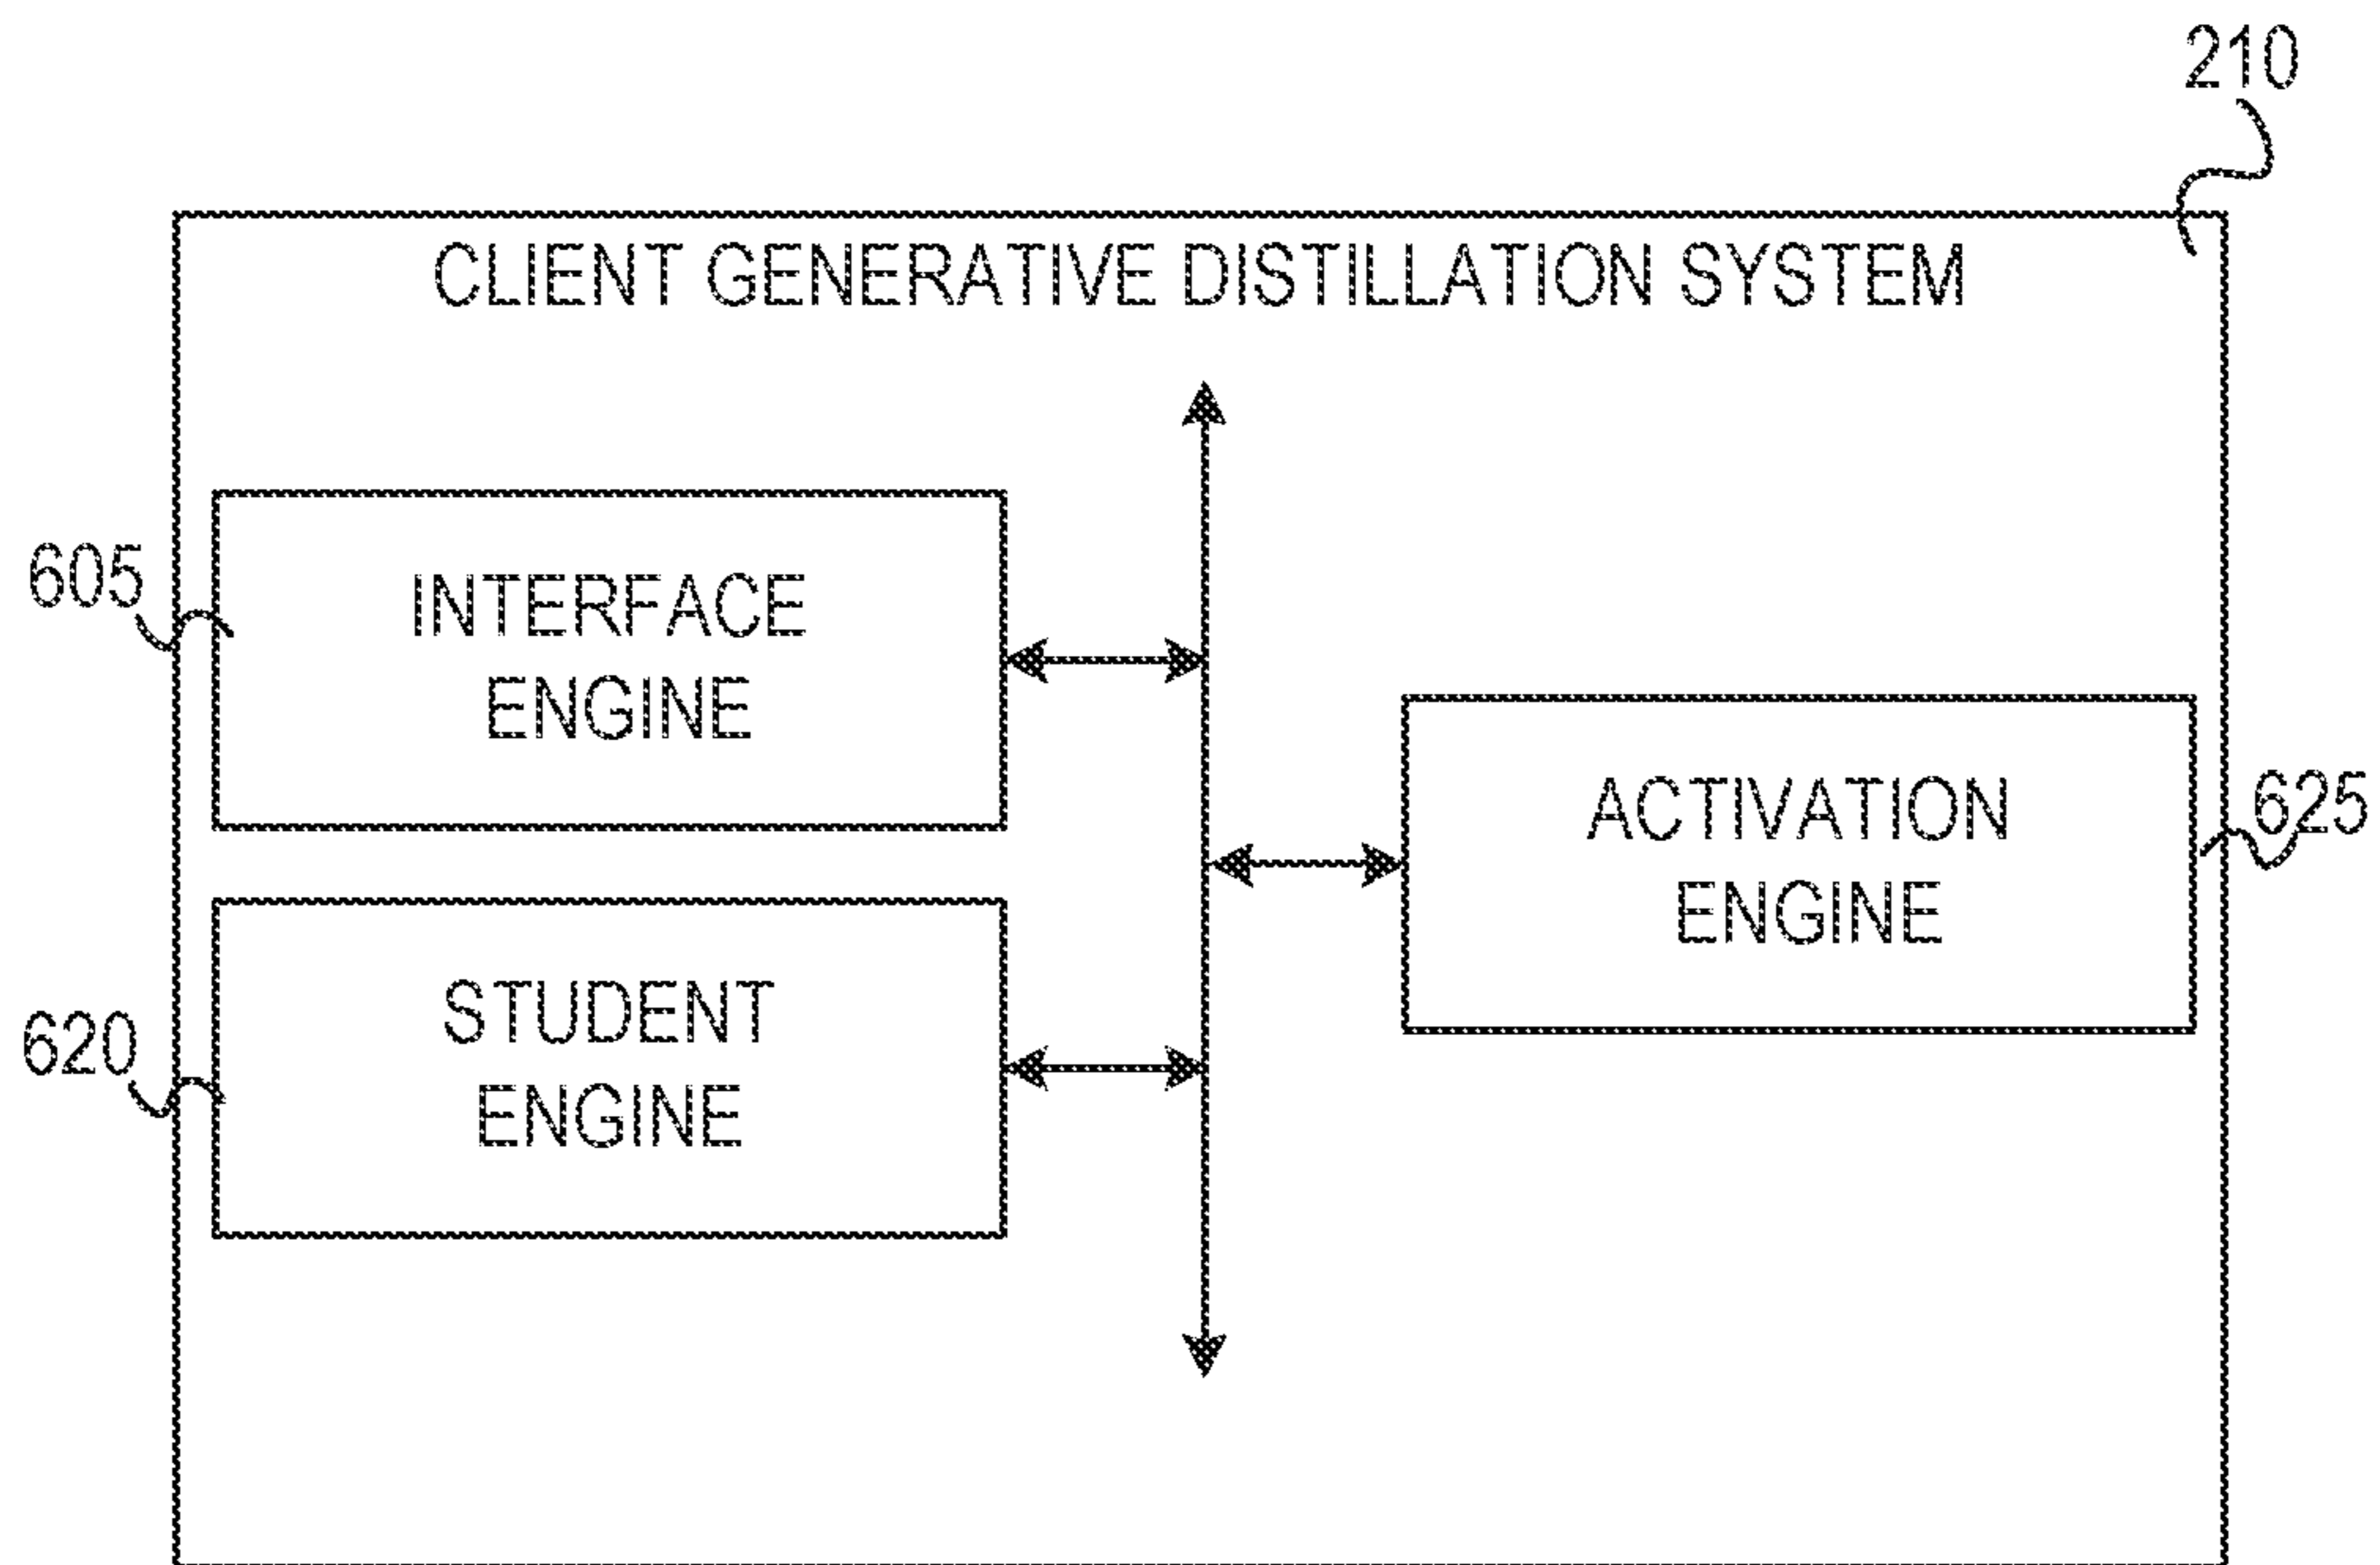 210
CLIENT GENERATIVE DISTILLATION SYSTEM
605
INTERFACE
ENGINE
ACTIVATION
ENGINE
625
620
STUDENT
ENGINE